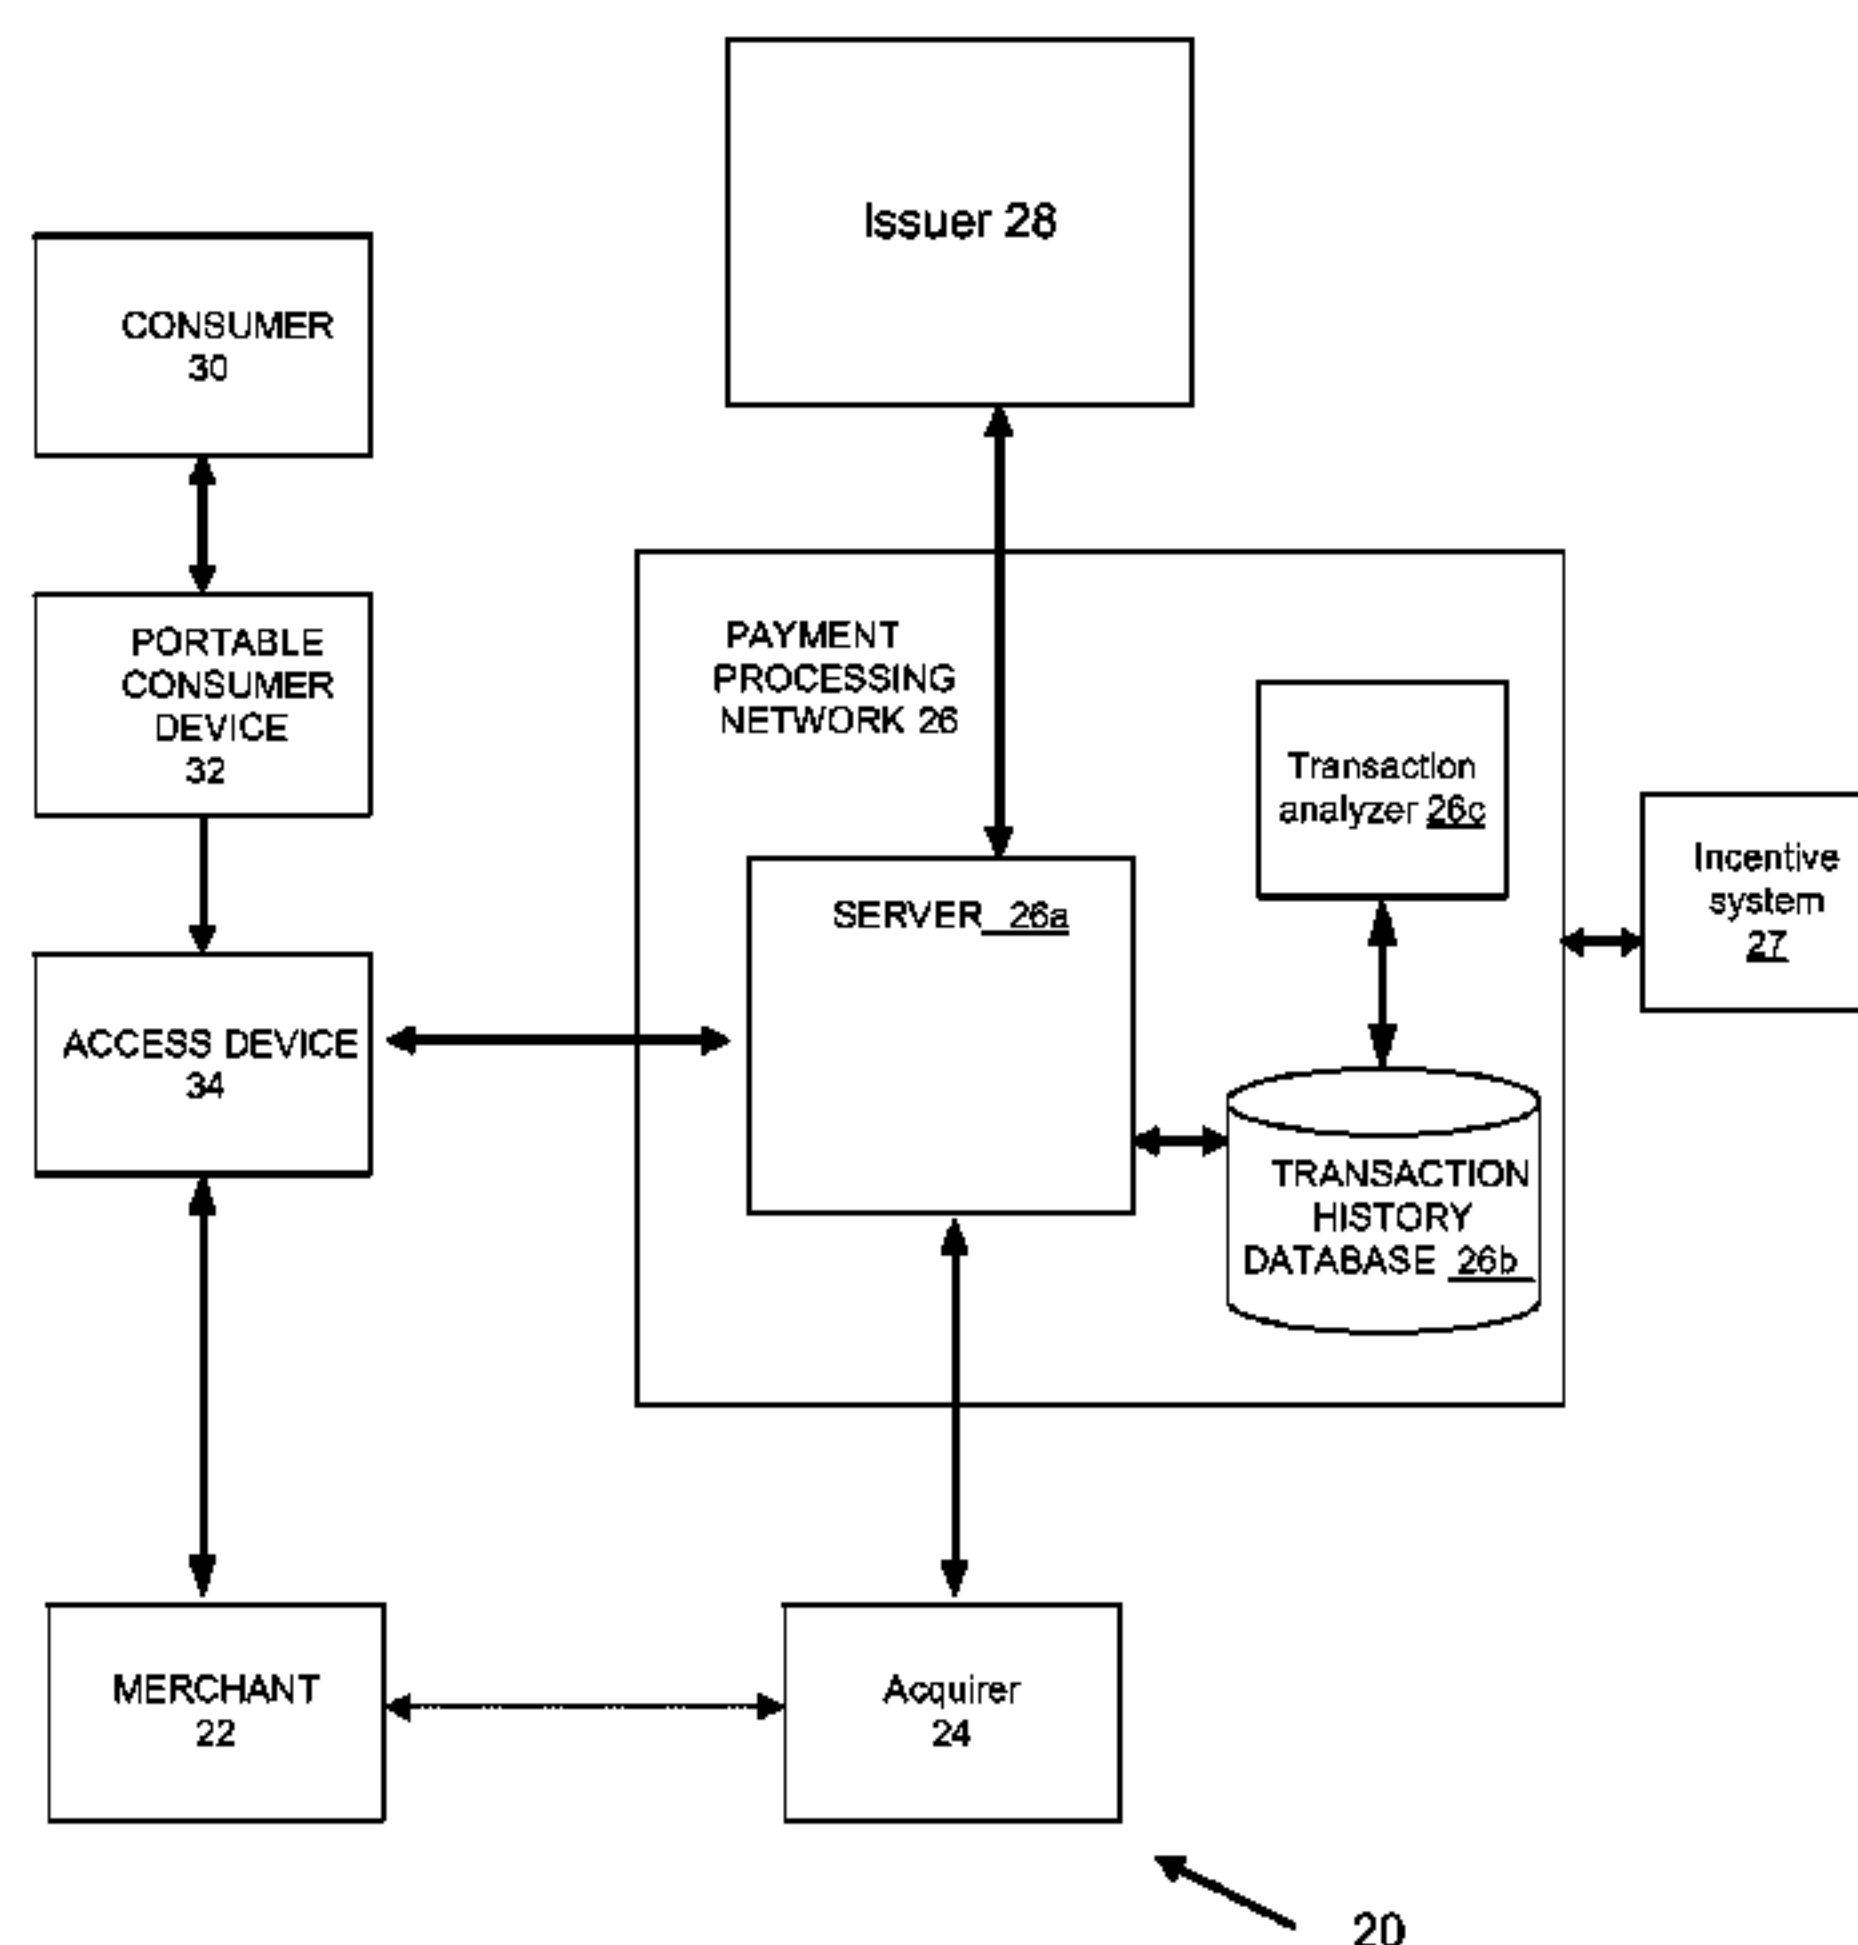 Issuer 28
CONSUMER
30
PORTABLE
CONSUMER
DEVICE
32
PAYMENT
PROCESSING
NETWORK 26
Transaction
analyzer 26c
Incentive
system
27
SERVER 26a
ACCESS DEVICE
34
TRANSACTION
HISTORY
DATABASE 26b
MERCHANT
22
Acquirer
24
20